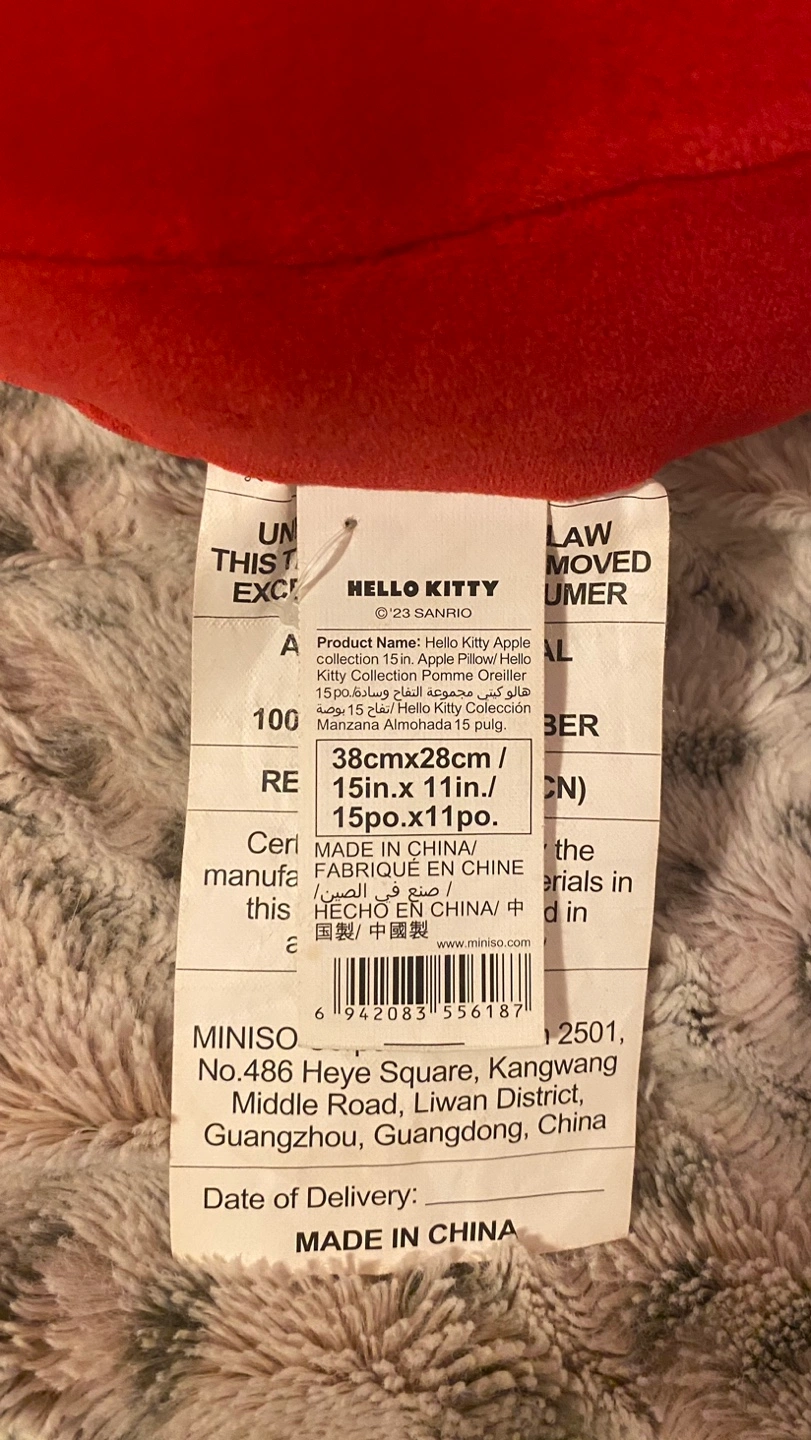 HELLO KITTY
©'23 SANRIO
Product Name: Hello Kitty Apple
collection 15in. Apple Pillow/ Hello
Kitty Collection Pomme Oreiller
15po./هالو كيتي مجموعة التفاح وسادة
تفاح 15 بوصة/ Hello Kitty Colección
Manzana Almohada 15 pulg.
38cmx28cm /
15in.x 11in./
15po.x11po.
MADE IN CHINA/
FABRIQUÉ EN CHINE
/صنع في الصين /
HECHO EN CHINA/ 中
国製/ 中國製
www.miniso.com
6 942083 556187
UN LAW
THIS T MOVED
EXCE UMER
A AL
100 BER
RE CN)
Cert the
manufa erials in
this d in
a
MINISO 2501,
No.486 Heye Square, Kangwang
Middle Road, Liwan District,
Guangzhou, Guangdong, China
Date of Delivery:
MADE IN CHINA